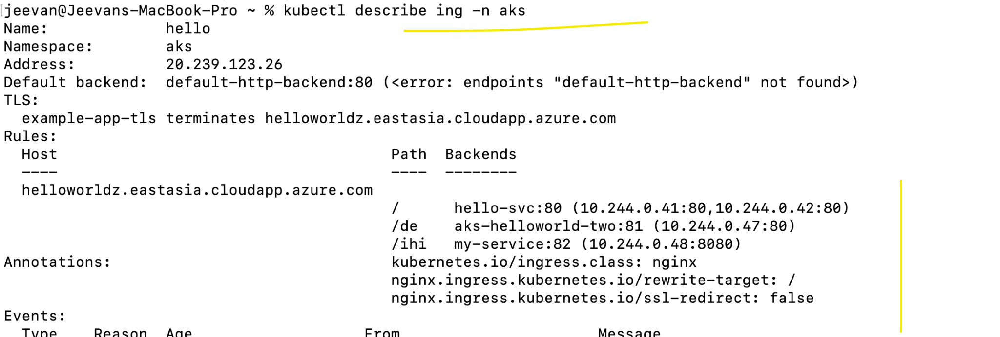 jeevan@Jeevans-MacBook-Pro ~ % kubectl describe ing -n aks
Name:             hello
Namespace:        aks
Address:          20.239.123.26
Default backend:  default-http-backend:80 (<error: endpoints "default-http-backend" not found>)
TLS:
  example-app-tls terminates helloworldz.eastasia.cloudapp.azure.com
Rules:
  Host                                     Path  Backends
  ----                                     ----  --------
  helloworldz.eastasia.cloudapp.azure.com
                                           /      hello-svc:80 (10.244.0.41:80,10.244.0.42:80)
                                           /de    aks-helloworld-two:81 (10.244.0.47:80)
                                           /ihi   my-service:82 (10.244.0.48:8080)
Annotations:                               kubernetes.io/ingress.class: nginx
                                           nginx.ingress.kubernetes.io/rewrite-target: /
                                           nginx.ingress.kubernetes.io/ssl-redirect: false
Events:
  Type    Reason  Age                   From                      Message